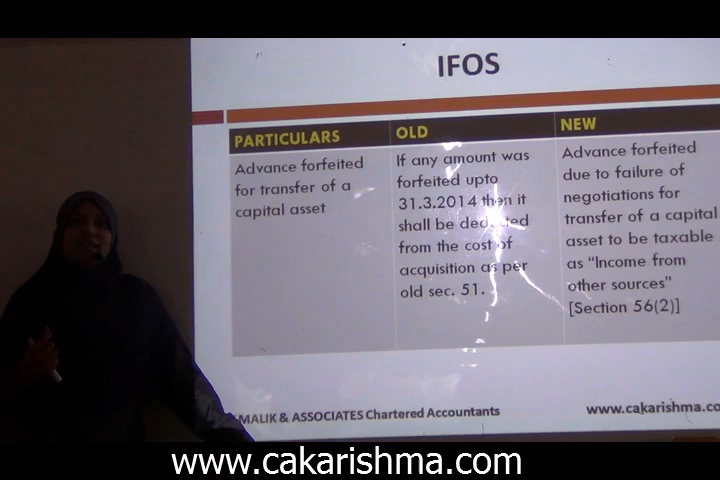 IFOS
PARTICULARS
OLD
NEW
Advance forfeited
for transfer of a
capital asset
If any amount was
forfeited upto
31.3.2014 then it
shall be deducted
from the cost of
acquisition as per
old sec. 51.
Advance forfeited
due to failure of
negotiations for
transfer of a capital
asset to be taxable
as "Income from
other sources"
[Section 56(2)]
MALIK & ASSOCIATES Chartered Accountants
www.cakarishma.co
www.cakarishma.com